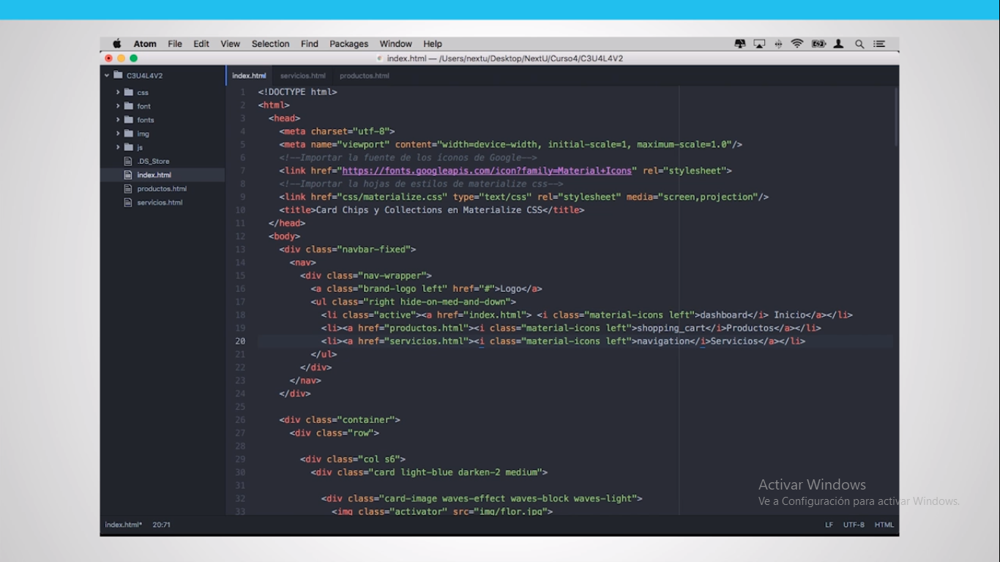 Atom File Edit View Selection Find Packages Window Help
index.html — /Users/nextu/Desktop/NextU/Curso4/C3U4L4V2
C3U4L4V2
css
font
fonts
img
js
.DS_Store
index.html
productos.html
servicios.html
index.html servicios.html productos.html
1 <!DOCTYPE html>
2 <html>
3 <head>
4 <meta charset="utf-8">
5 <meta name="viewport" content="width=device-width, initial-scale=1, maximum-scale=1.0"/>
6 <!--Importar la fuente de los íconos de Google-->
7 <link href="https://fonts.googleapis.com/icon?family=Material+Icons" rel="stylesheet">
8 <!--Importar la hojas de estilos de materialize css-->
9 <link href="css/materialize.css" type="text/css" rel="stylesheet" media="screen,projection"/>
10 <title>Card Chips y Collections en Materialize CSS</title>
11 </head>
12 <body>
13 <div class="navbar-fixed">
14 <nav>
15 <div class="nav-wrapper">
16 <a class="brand-logo left" href="#">Logo</a>
17 <ul class="right hide-on-med-and-down">
18 <li class="active"><a href="index.html"> <i class="material-icons left">dashboard</i> Inicio</a></li>
19 <li><a href="productos.html"><i class="material-icons left">shopping_cart</i>Productos</a></li>
20 <li><a href="servicios.html"><i class="material-icons left">navigation</i>Servicios</a></li>
21 </ul>
22 </div>
23 </nav>
24 </div>
25
26 <div class="container">
27 <div class="row">
28
29 <div class="col s6">
30 <div class="card light-blue darken-2 medium">
31
32 <div class="card-image waves-effect waves-block waves-light">
33 <img class="activator" src="img/flor.jpg">
Activar Windows
Ve a Configuración para activar Windows.
index.html* 20:71 LF UTF-8 HTML